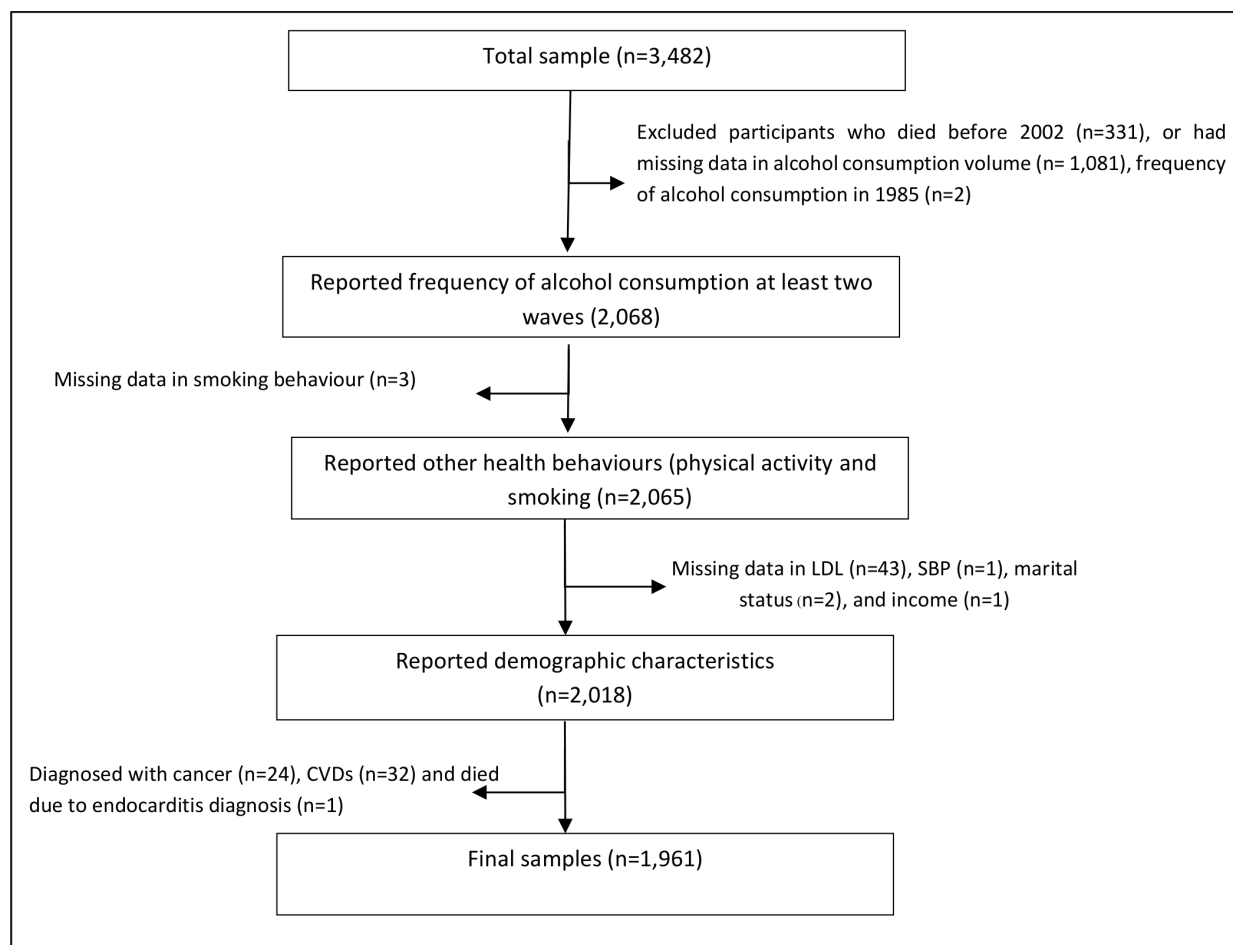 Total sample (n=3,482)
Excluded participants who died before 2002 (n=331), or had
missing data in alcohol consumption volume (n= 1,081), frequency
of alcohol consumption in 1985 (n=2)
Reported frequency of alcohol consumption at least two
waves (2,068)
Missing data in smoking behaviour (n=3)
Reported other health behaviours (physical activity and
smoking (n=2,065)
Missing data in LDL (n=43), SBP (n=1), marital
status (n=2), and income (n=1)
Reported demographic characteristics
(n=2,018)
Diagnosed with cancer (n=24), CVDs (n=32) and died
due to endocarditis diagnosis (n=1)
Final samples (n=1,961)